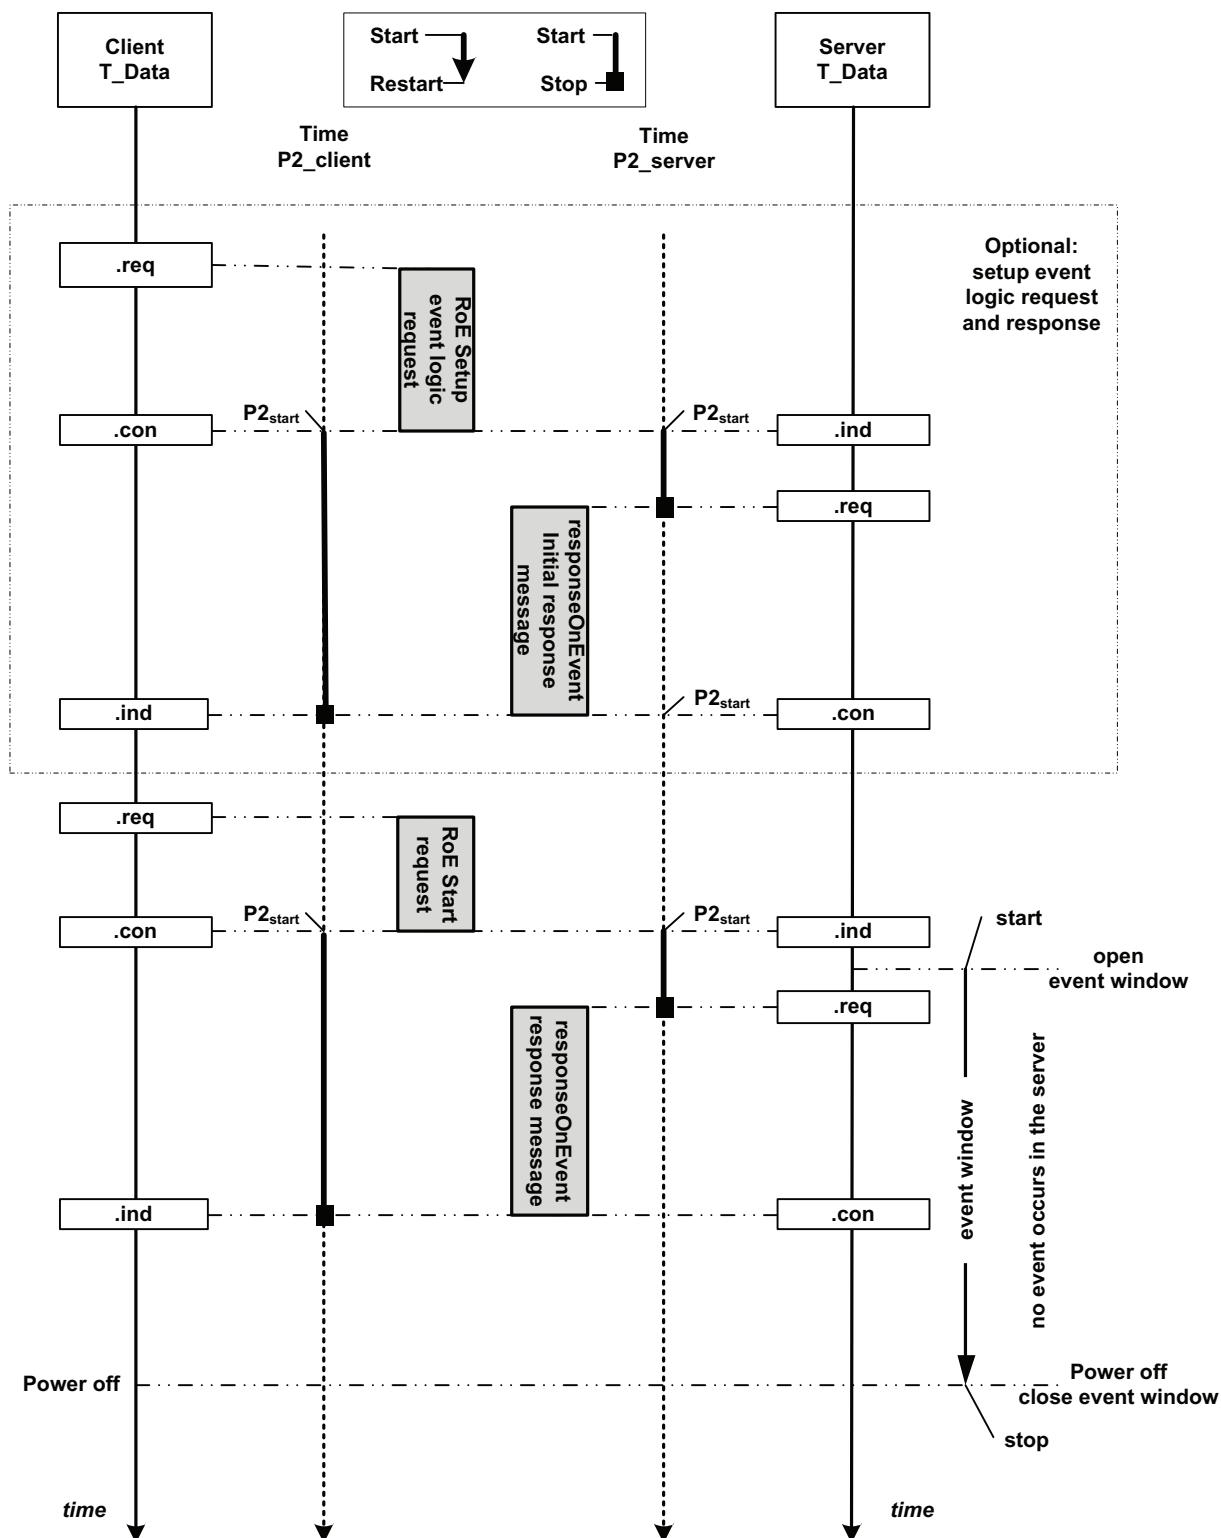 Client
T_Data
Start
Restart
Start
Stop
Server
T_Data
Time
P2_client
Time
P2_server
Optional:
setup event
logic request
and response
.req
RoE Setup
event logic
request
.con
P2start
P2start
.ind
.req
responseOnEvent
Initial response
message
.ind
P2start
.con
.req
RoE Start
request
.con
P2start
P2start
.ind
start
open
event window
.req
responseOnEvent
response message
event window
no event occurs in the server
.ind
.con
Power off
Power off
close event window
stop
time
time